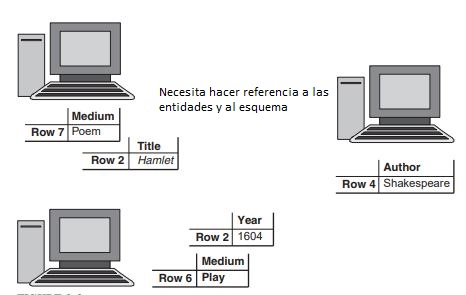 Necesita hacer referencia a las
entidades y al esquema
Medium
Row 7 Poem
Title
Row 2 Hamlet
Author
Row 4 Shakespeare
Year
Row 2 1604
Medium
Row 6 Play